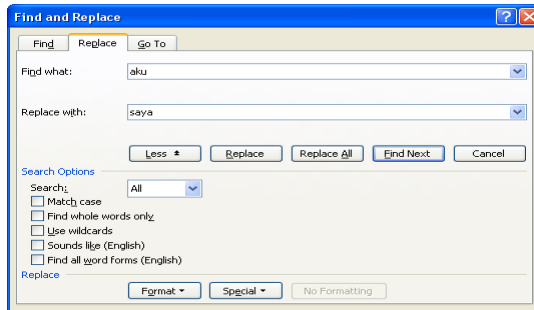 Find and Replace
Find Replace Go To
Find what: aku
Replace with: saya
Less Replace Replace All Find Next Cancel
Search Options
Search: All
Match case
Find whole words only
Use wildcards
Sounds like (English)
Find all word forms (English)
Replace
Format Special No Formatting